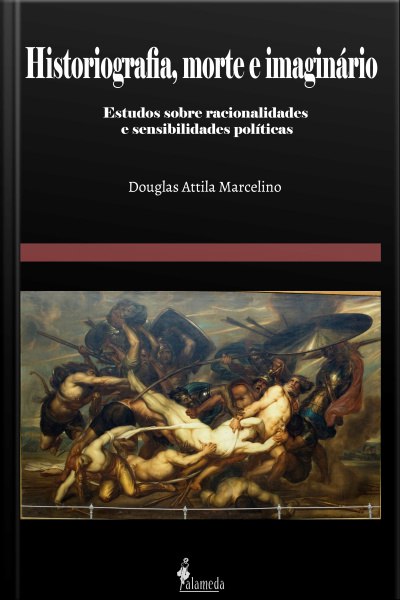 Historiografia, morte e imaginário
Estudos sobre racionalidades
e sensibilidades políticas
Douglas Attila Marcelino
alameda